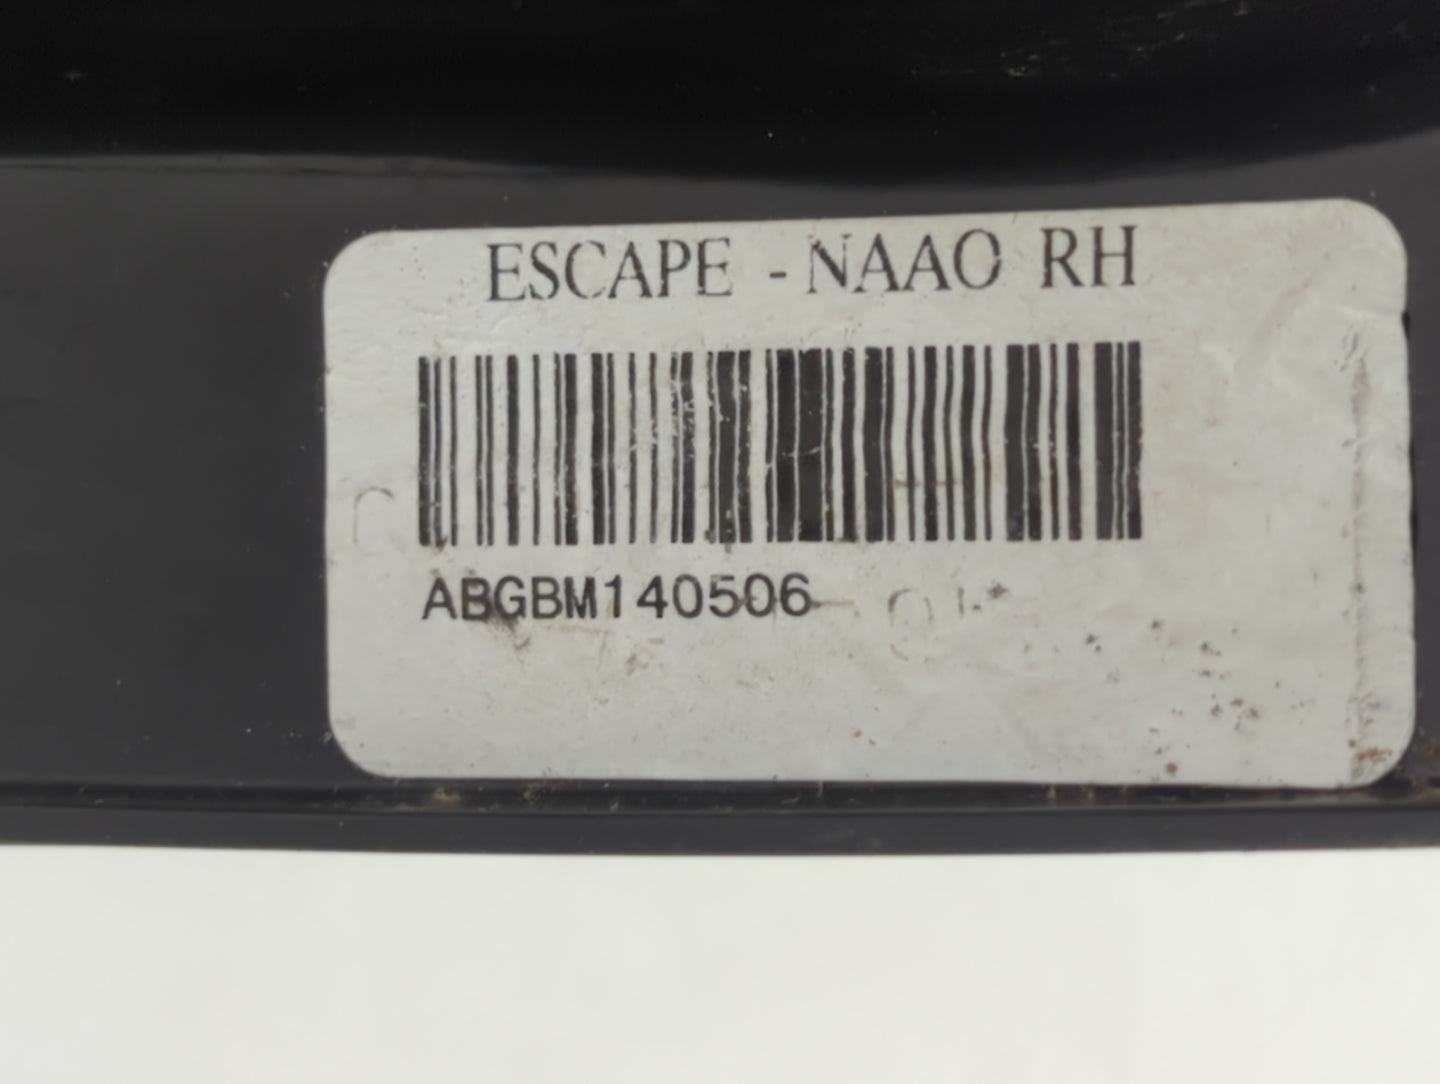 ESCAPE - NAAO RH
ABGBM140506